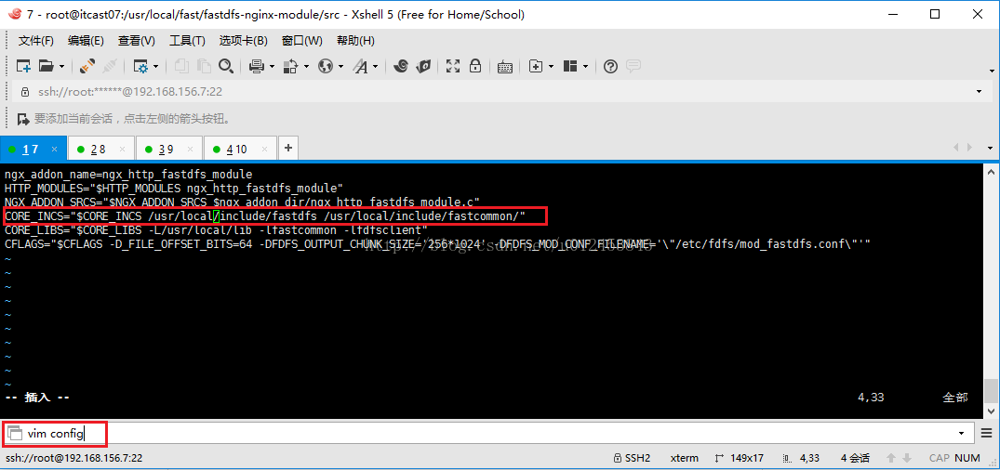 7 - root@itcast07:/usr/local/fast/fastdfs-nginx-module/src - Xshell 5 (Free for Home/School)
文件(F) 编辑(E) 查看(V) 工具(T) 选项卡(B) 窗口(W) 帮助(H)
ssh://root:******@192.168.156.7:22
要添加当前会话，点击左侧的箭头按钮。
1 7 × 2 8 × 3 9 × 4 10 × +
ngx_addon_name=ngx_http_fastdfs_module
HTTP_MODULES="$HTTP_MODULES ngx_http_fastdfs_module"
NGX_ADDON_SRCS="$NGX_ADDON_SRCS $ngx_addon_dir/ngx_http_fastdfs_module.c"
CORE_INCS="$CORE_INCS /usr/local/include/fastdfs /usr/local/include/fastcommon/"
CORE_LIBS="$CORE_LIBS -L/usr/local/lib -lfastcommon -lfdfsclient"
CFLAGS="$CFLAGS -D_FILE_OFFSET_BITS=64 -DFDFS_OUTPUT_CHUNK_SIZE='256*1024' -DFDFS_MOD_CONF_FILENAME='\"/etc/fdfs/mod_fastdfs.conf\"'"
~
~
~
~
~
~
~
~
~
~
-- 插入 -- 4,33 全部
vim config
ssh://root@192.168.156.7:22 SSH2 xterm 149x17 4,33 4 会话 CAP NUM